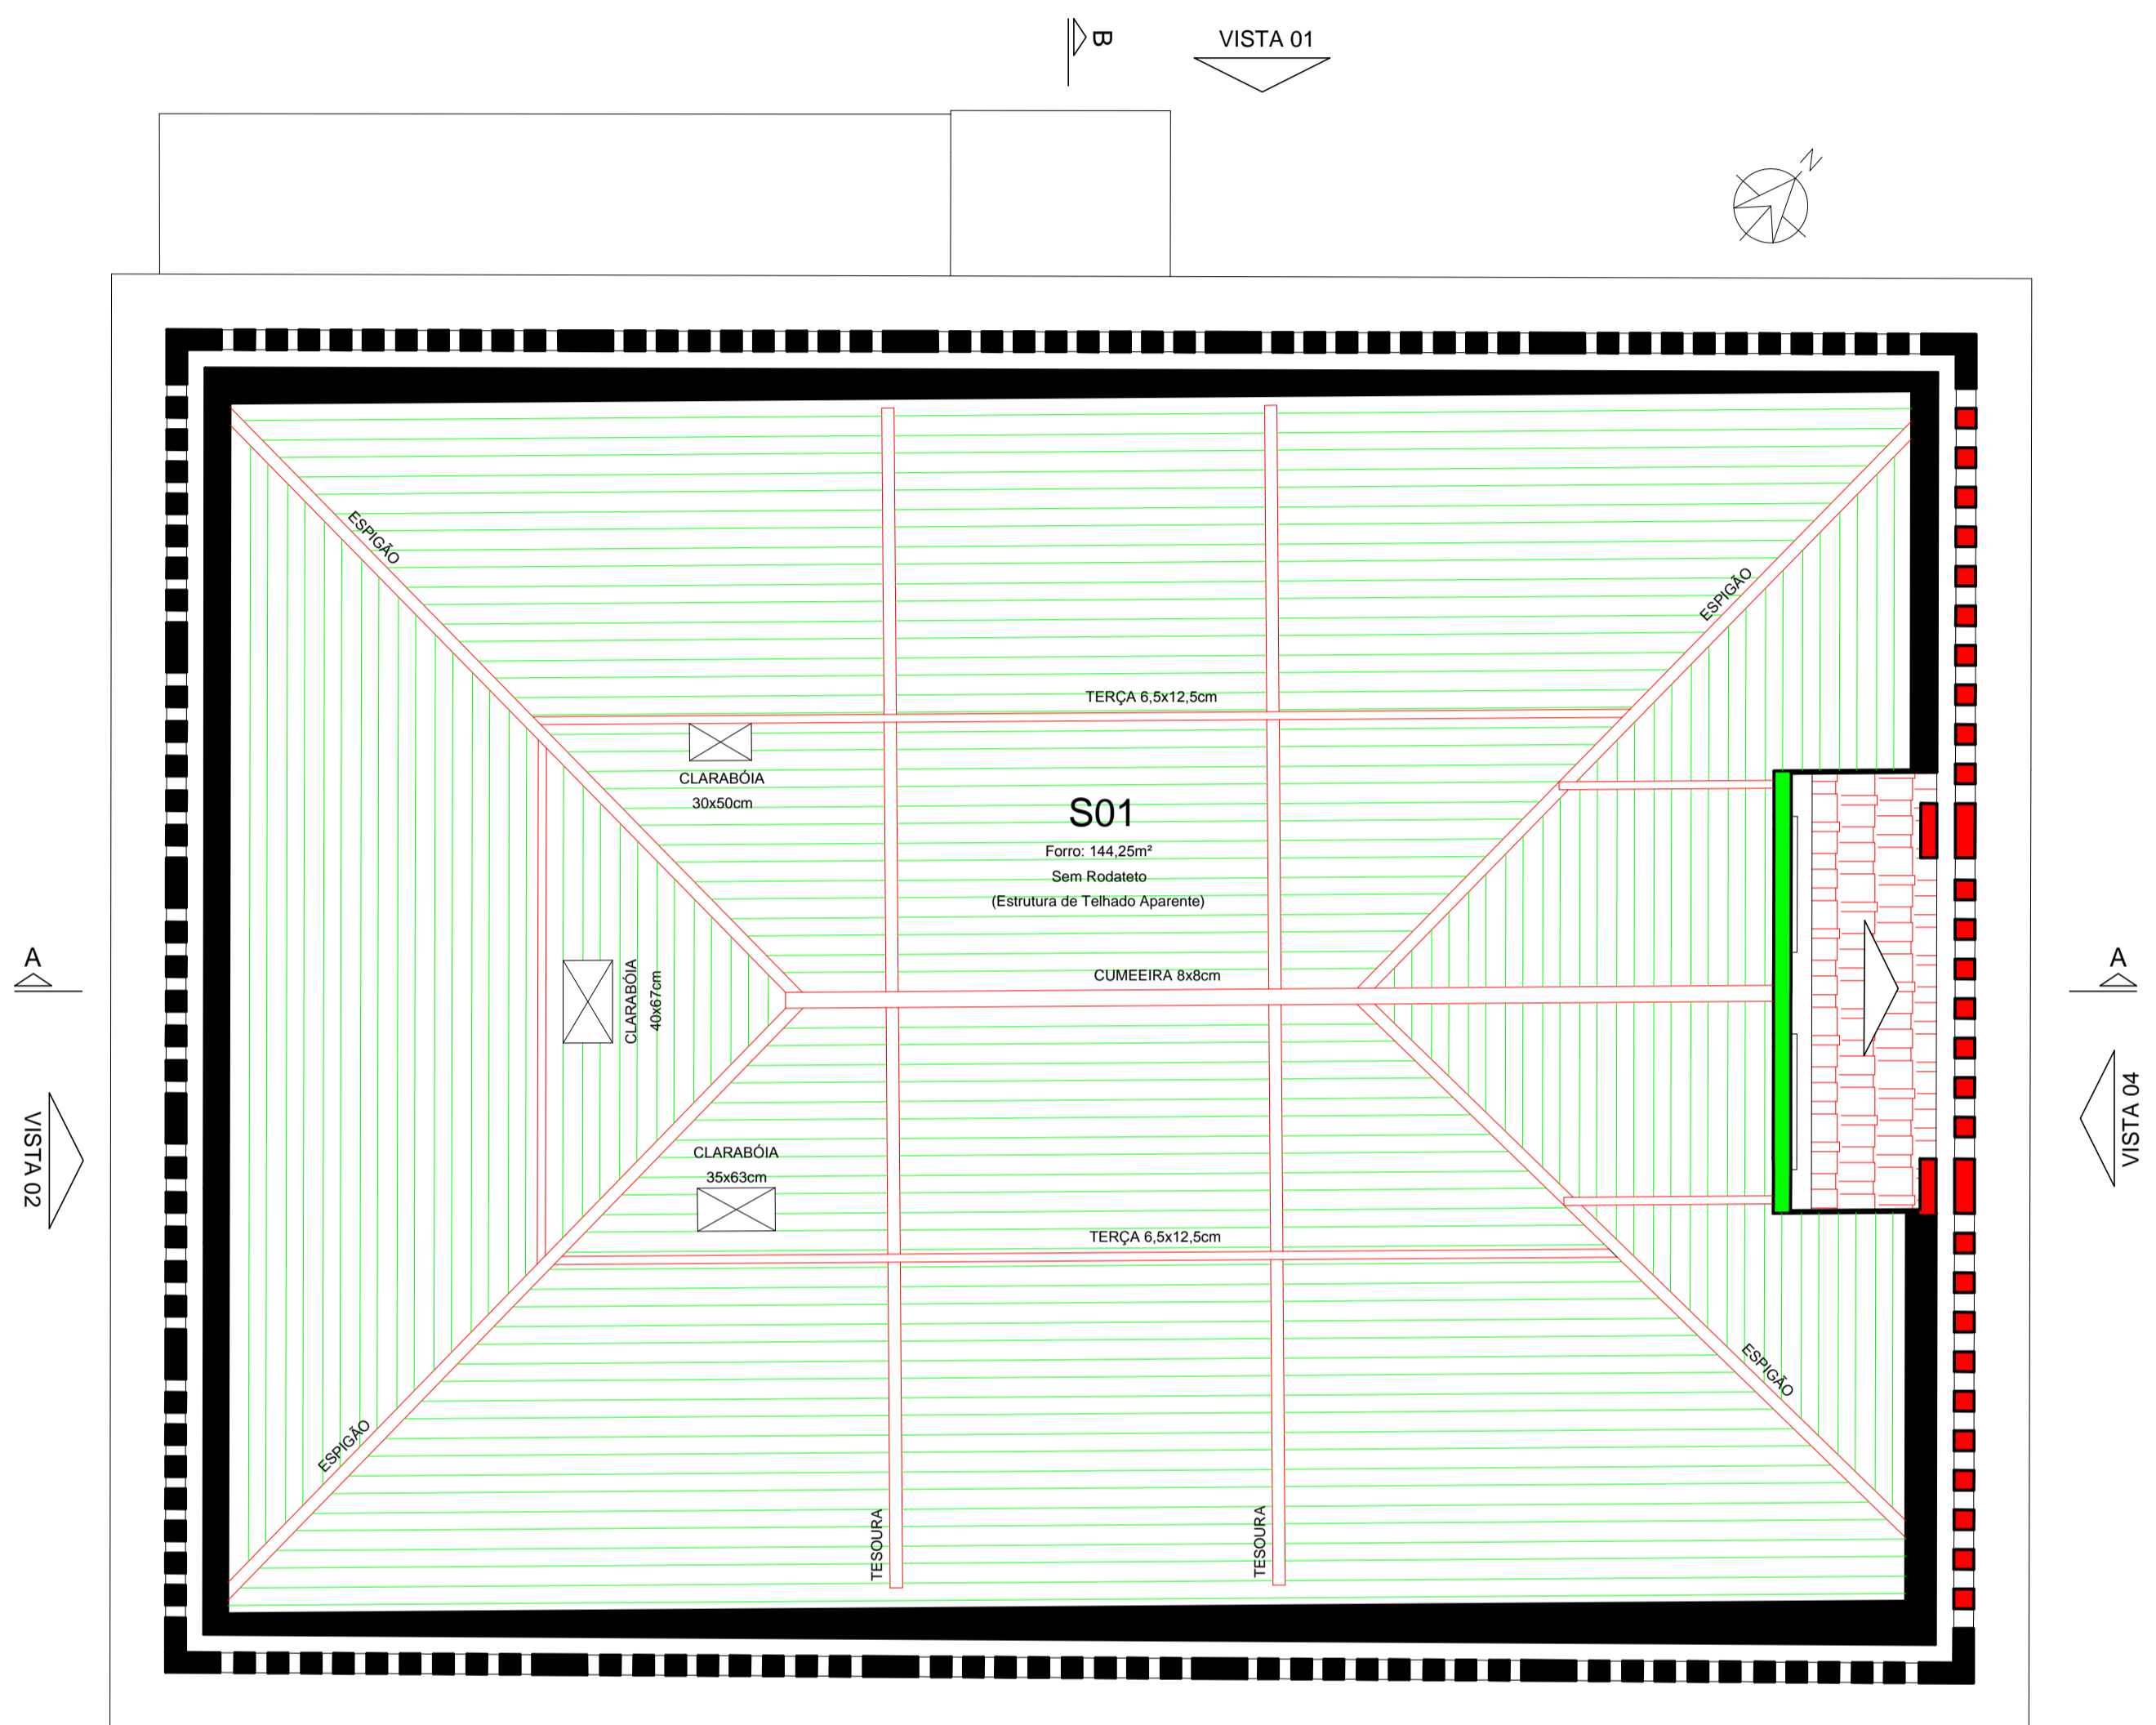 B
VISTA 01
N
ESPIGÃO
ESPIGÃO
TERÇA 6,5x12,5cm
CLARABÓIA
30x50cm
S01
Forro: 144,25m²
Sem Rodateto
(Estrutura de Telhado Aparente)
A
A
CLARABÓIA
40x67cm
CUMEEIRA 8x8cm
VISTA 02
VISTA 04
CLARABÓIA
35x63cm
TERÇA 6,5x12,5cm
ESPIGÃO
ESPIGÃO
TESOURA
TESOURA